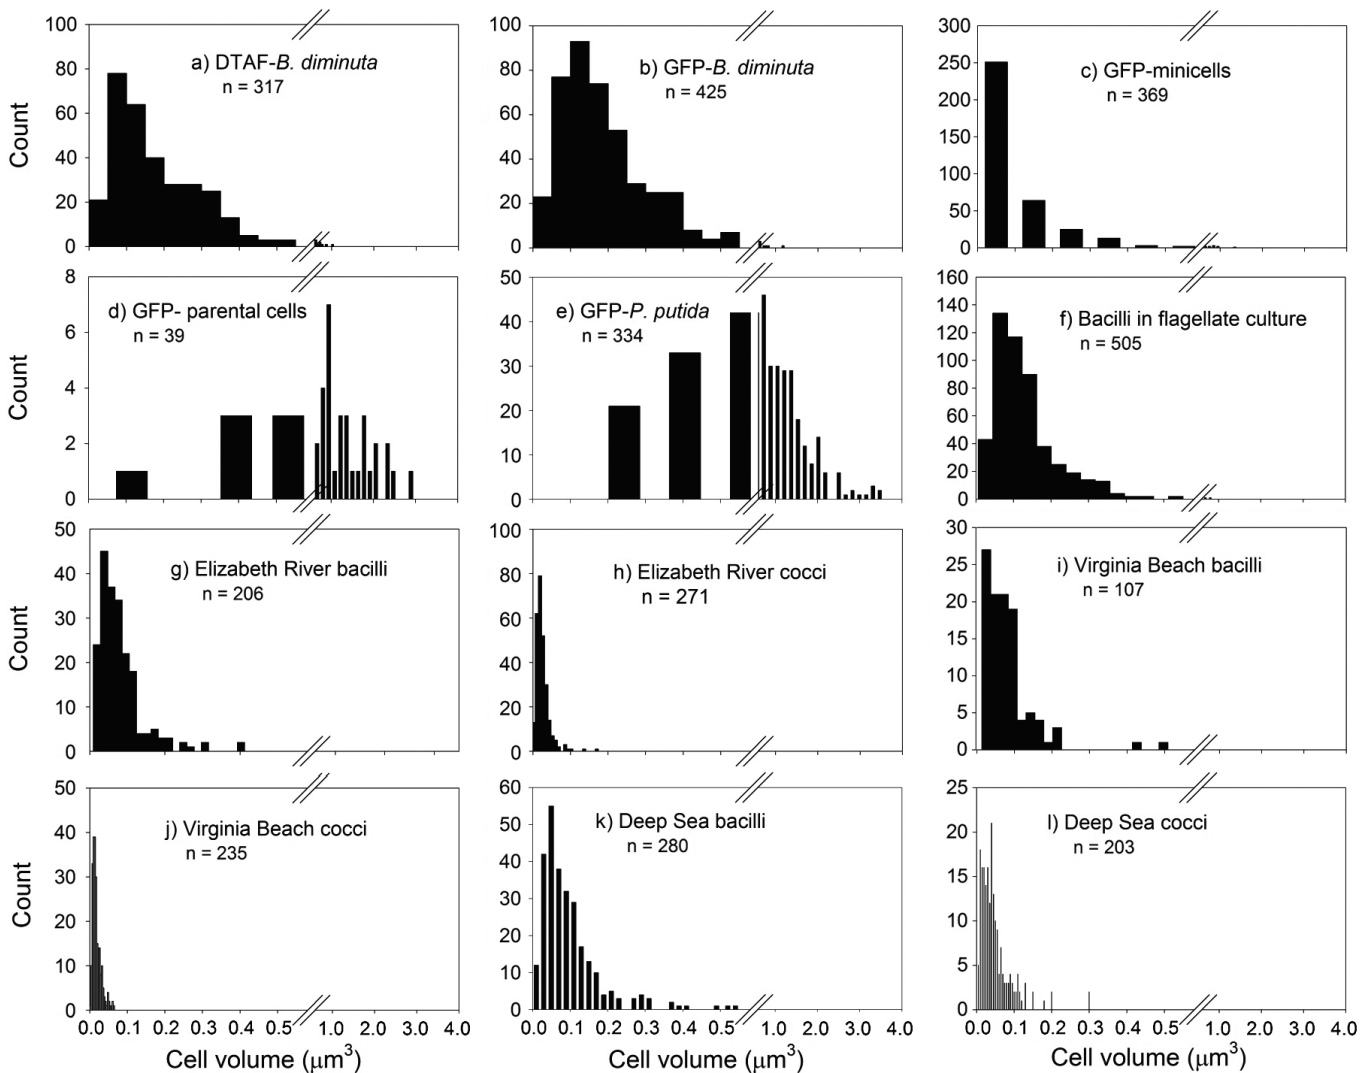 100
80
60
40
20
0
Count
a) DTAF-B. diminuta
n = 317
100
80
60
40
20
0
b) GFP-B. diminuta
n = 425
300
250
200
150
100
50
0
c) GFP-minicells
n = 369
8
6
4
2
0
Count
d) GFP- parental cells
n = 39
50
40
30
20
10
0
e) GFP-P. putida
n = 334
160
140
120
100
80
60
40
20
0
f) Bacilli in flagellate culture
n = 505
50
40
30
20
10
0
Count
g) Elizabeth River bacilli
n = 206
100
80
60
40
20
0
h) Elizabeth River cocci
n = 271
30
25
20
15
10
5
0
i) Virginia Beach bacilli
n = 107
50
40
30
20
10
0
Count
j) Virginia Beach cocci
n = 235
0.0 0.1 0.2 0.3 0.4 0.5 1.0 2.0 3.0 4.0
Cell volume (μm3)
60
50
40
30
20
10
0
k) Deep Sea bacilli
n = 280
0.0 0.1 0.2 0.3 0.4 0.5 1.0 2.0 3.0 4.0
Cell volume (μm3)
25
20
15
10
5
0
l) Deep Sea cocci
n = 203
0.0 0.1 0.2 0.3 0.4 0.5 1.0 2.0 3.0 4.0
Cell volume (μm3)